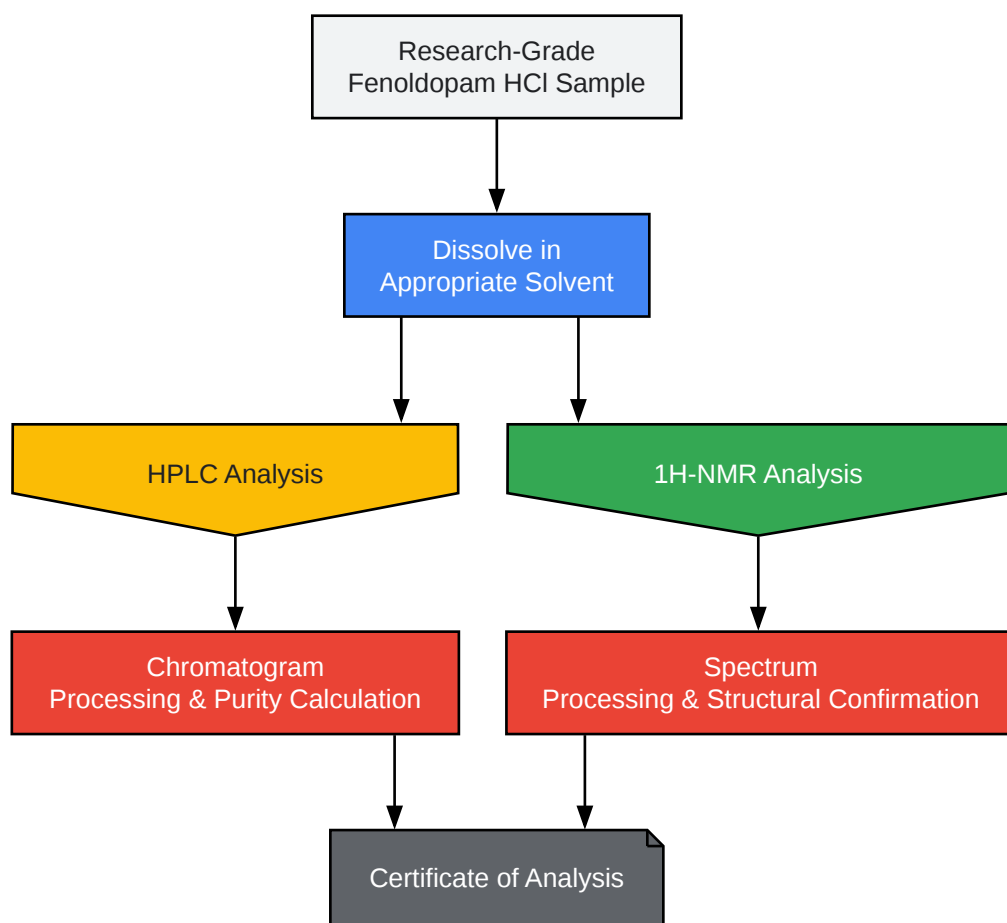 Research-Grade
Fenoldopam HCl Sample
Dissolve in
Appropriate Solvent
HPLC Analysis
1H-NMR Analysis
Chromatogram
Processing & Purity Calculation
Spectrum
Processing & Structural Confirmation
Certificate of Analysis